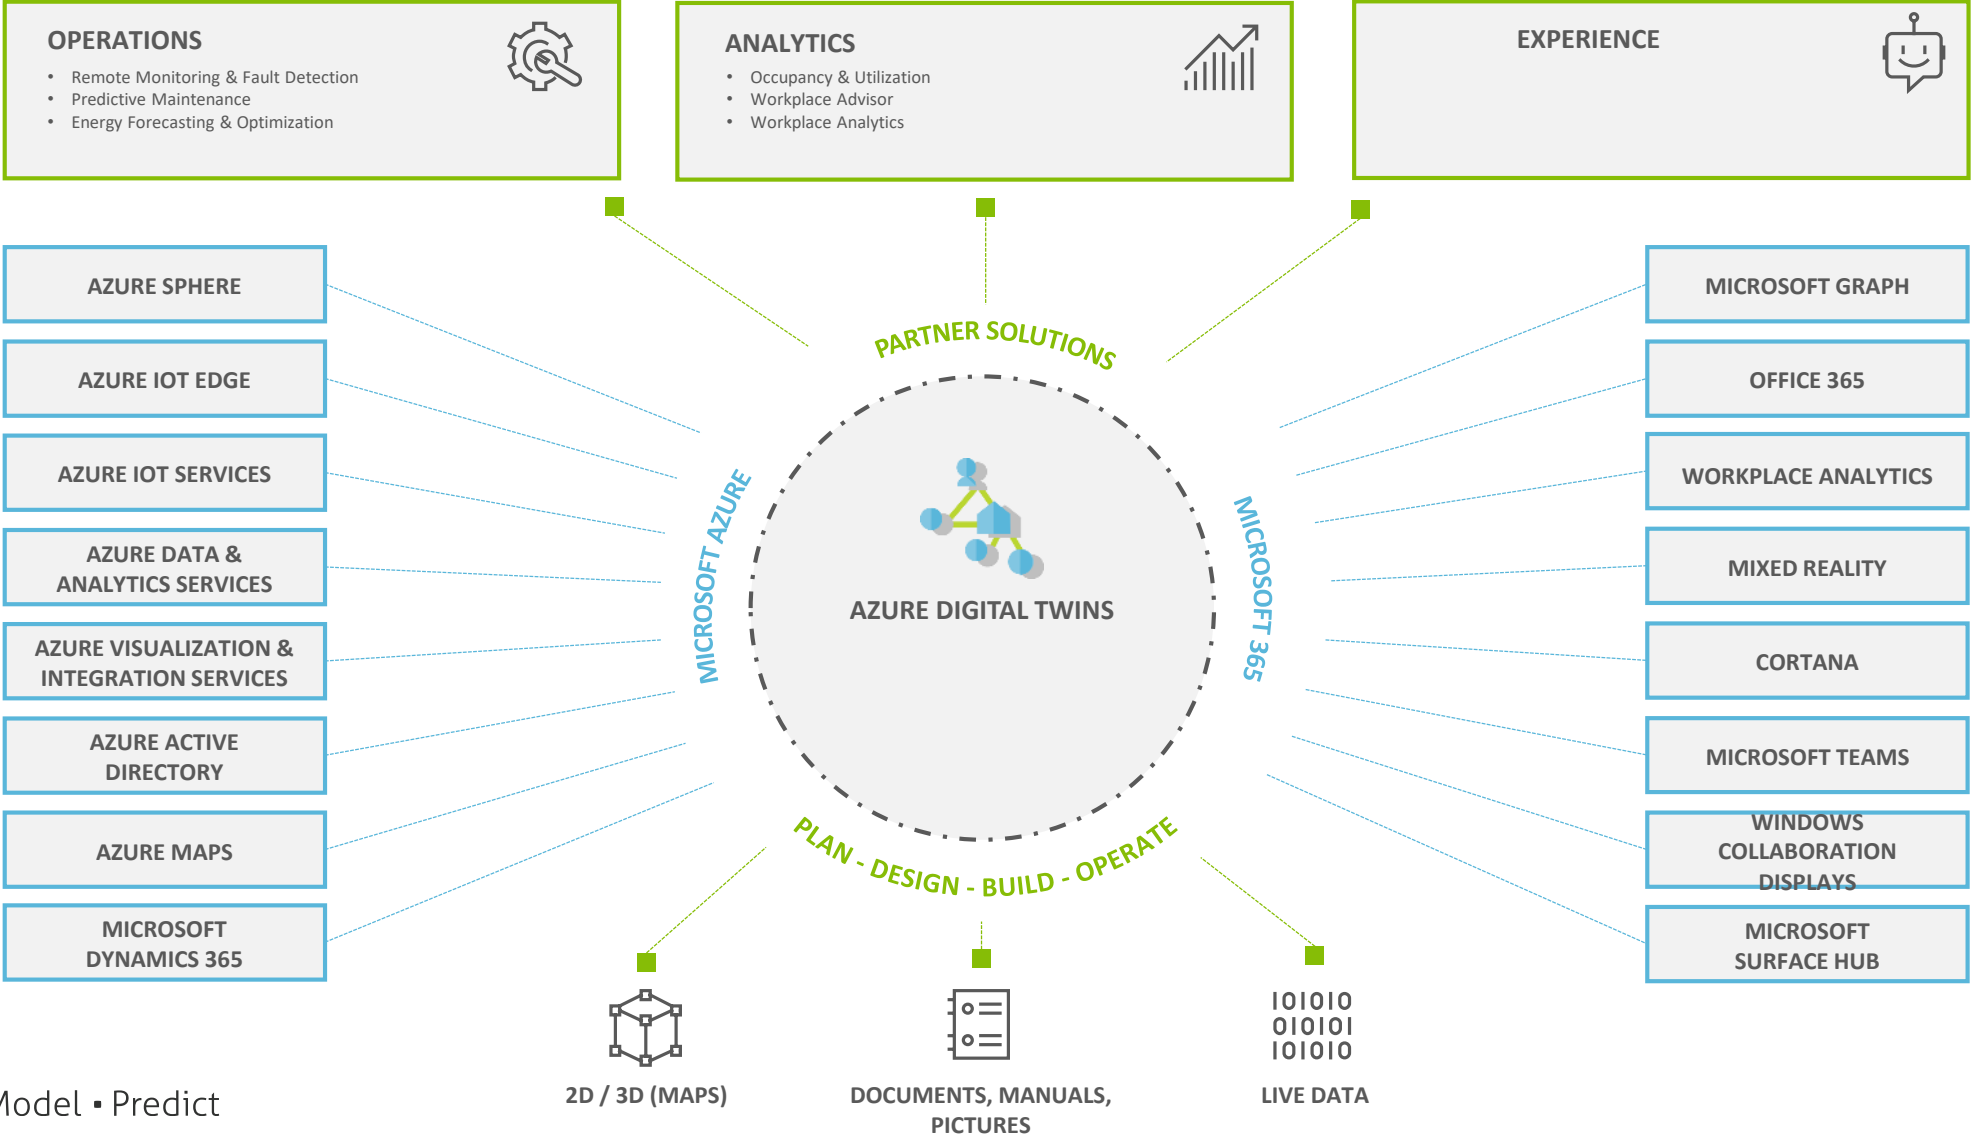 OPERATIONS
• Remote Monitoring & Fault Detection
• Predictive Maintenance
• Energy Forecasting & Optimization
ANALYTICS
• Occupancy & Utilization
• Workplace Advisor
• Workplace Analytics
EXPERIENCE
AZURE SPHERE
AZURE IOT EDGE
AZURE IOT SERVICES
AZURE DATA &
ANALYTICS SERVICES
AZURE VISUALIZATION &
INTEGRATION SERVICES
AZURE ACTIVE
DIRECTORY
AZURE MAPS
MICROSOFT
DYNAMICS 365
PARTNER SOLUTIONS
MICROSOFT AZURE
AZURE DIGITAL TWINS
MICROSOFT 365
PLAN - DESIGN - BUILD - OPERATE
MICROSOFT GRAPH
OFFICE 365
WORKPLACE ANALYTICS
MIXED REALITY
CORTANA
MICROSOFT TEAMS
WINDOWS
COLLABORATION
DISPLAYS
MICROSOFT
SURFACE HUB
2D / 3D (MAPS)
DOCUMENTS, MANUALS,
PICTURES
101010
010101
101010
LIVE DATA
Model ▪ Predict